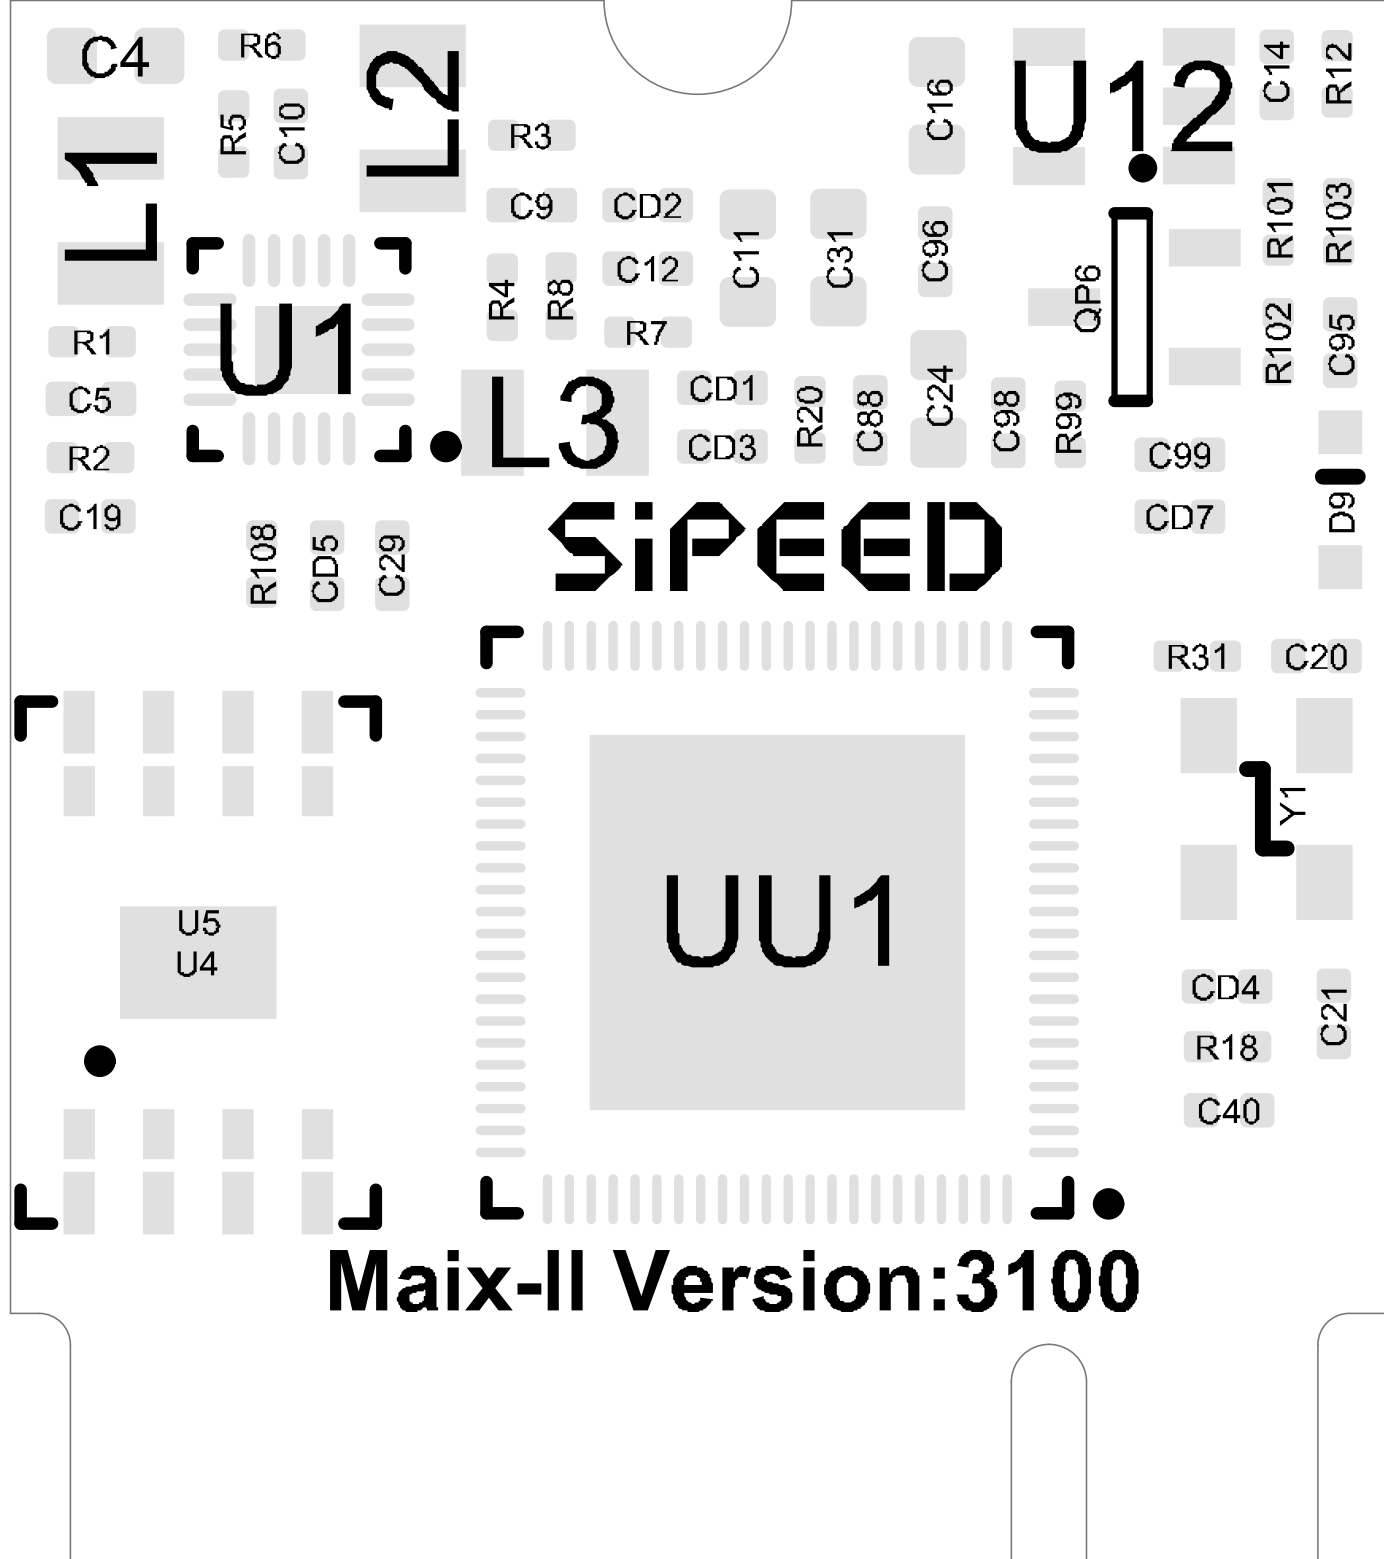 C4
R6
L2
C16
U12
C14
R12
R5
C10
R3
L1
C9
CD2
C11
C31
C96
R101
R103
C12
R4
R8
QP6
R7
U1
R1
R102
C95
C5
L3
CD1
R20
C88
C24
C98
R99
R2
CD3
C99
C19
CD7
D9
R108
CD5
C29
SiPEED
R31
C20
Y1
U5
UU1
U4
CD4
C21
R18
C40
Maix-II Version:3100